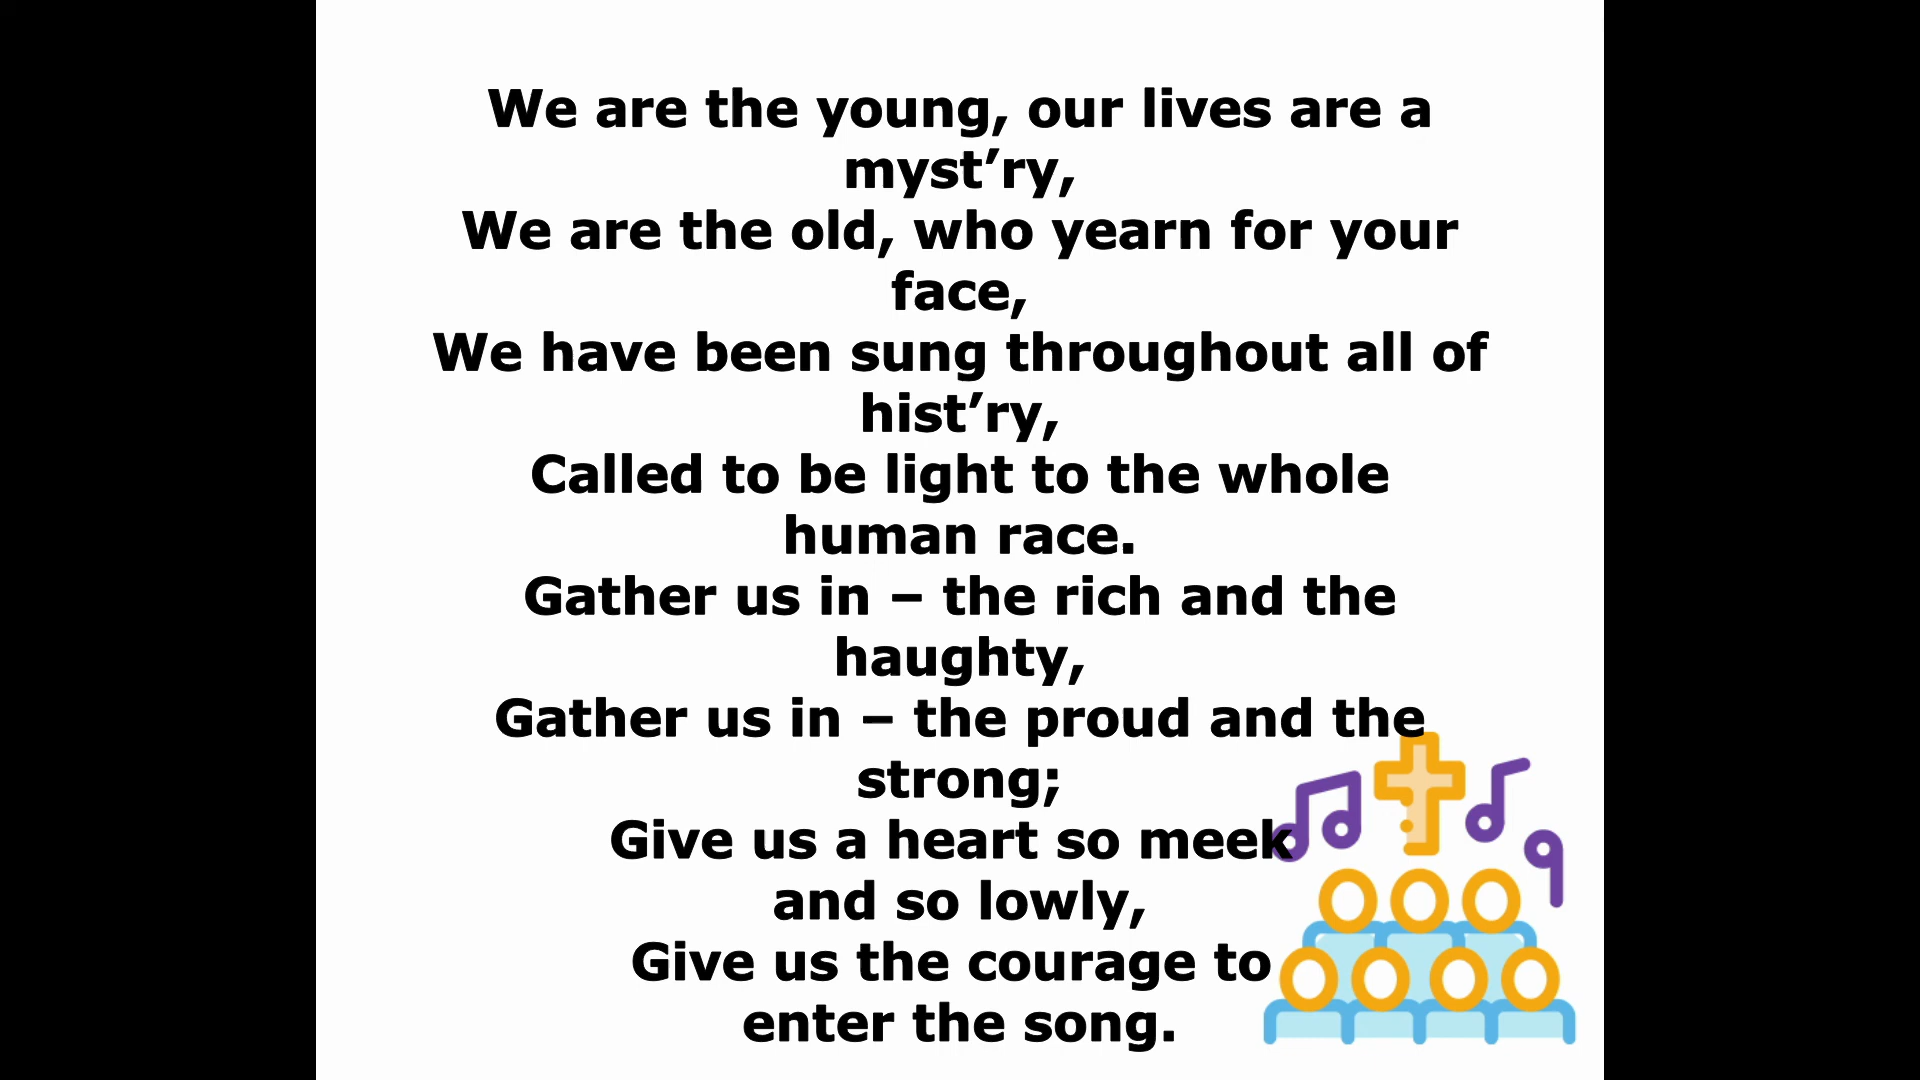 We are the young, our lives are a
myst’ry,
We are the old, who yearn for your
face,
We have been sung throughout all of
hist’ry,
Called to be light to the whole
human race.
Gather us in – the rich and the
haughty,
Gather us in – the proud and the
strong;
Give us a heart so meek
and so lowly,
Give us the courage to
enter the song.